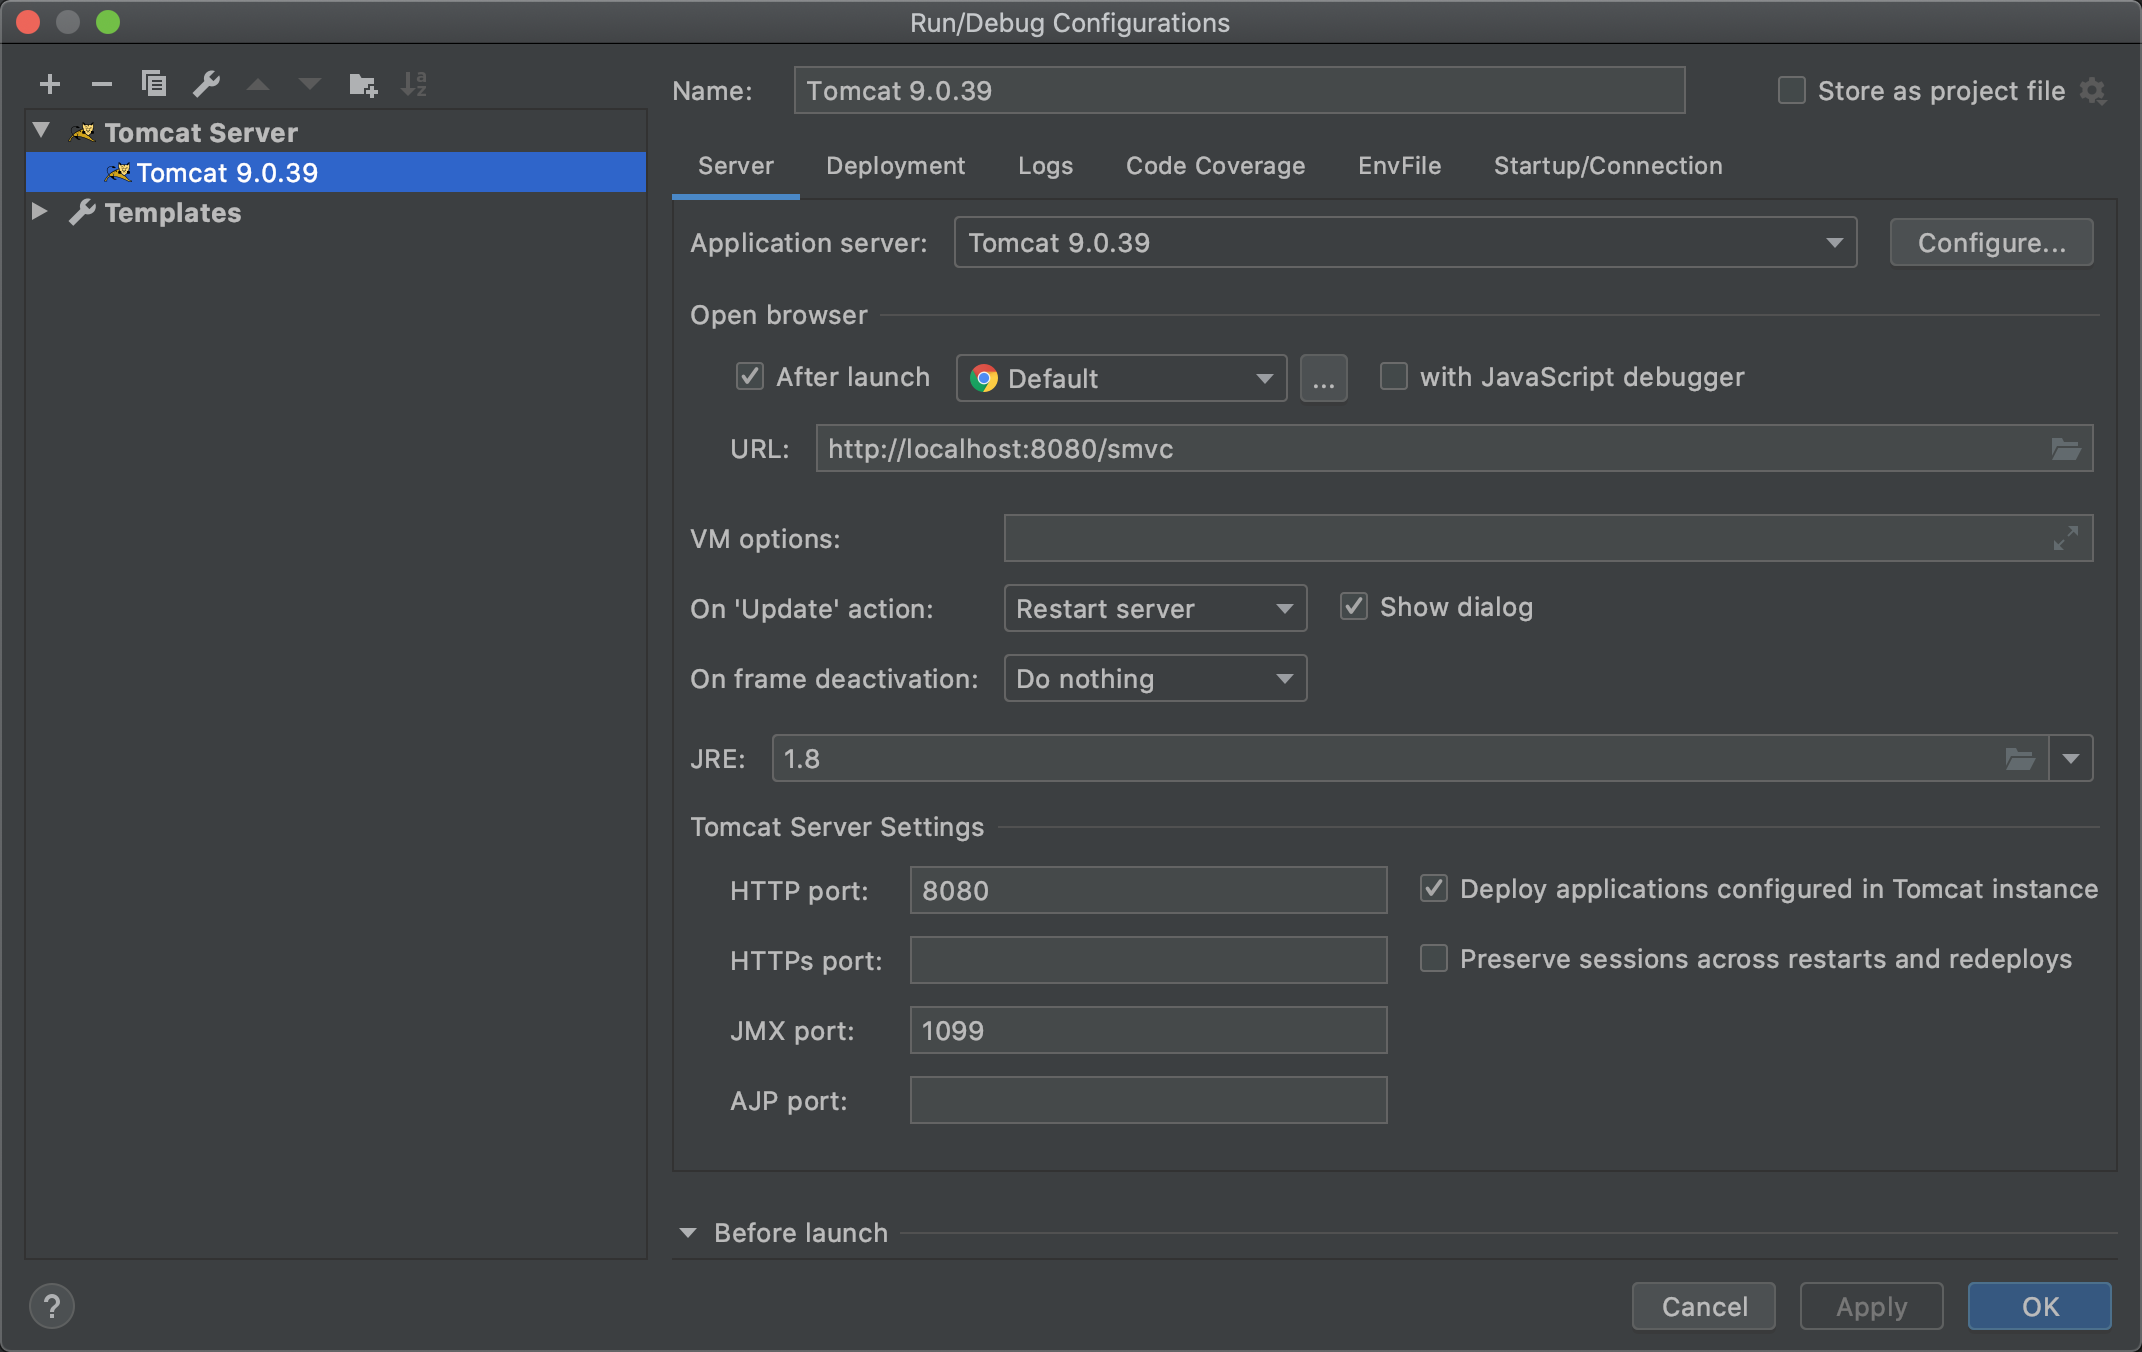 Run/Debug Configurations
Name: Tomcat 9.0.39 Store as project file
Tomcat Server
Tomcat 9.0.39
Templates
Server Deployment Logs Code Coverage EnvFile Startup/Connection
Application server: Tomcat 9.0.39 Configure...
Open browser
After launch Default ... with JavaScript debugger
URL: http://localhost:8080/smvc
VM options:
On 'Update' action: Restart server Show dialog
On frame deactivation: Do nothing
JRE: 1.8
Tomcat Server Settings
HTTP port: 8080 Deploy applications configured in Tomcat instance
HTTPs port: Preserve sessions across restarts and redeploys
JMX port: 1099
AJP port:
Before launch
? Cancel Apply OK